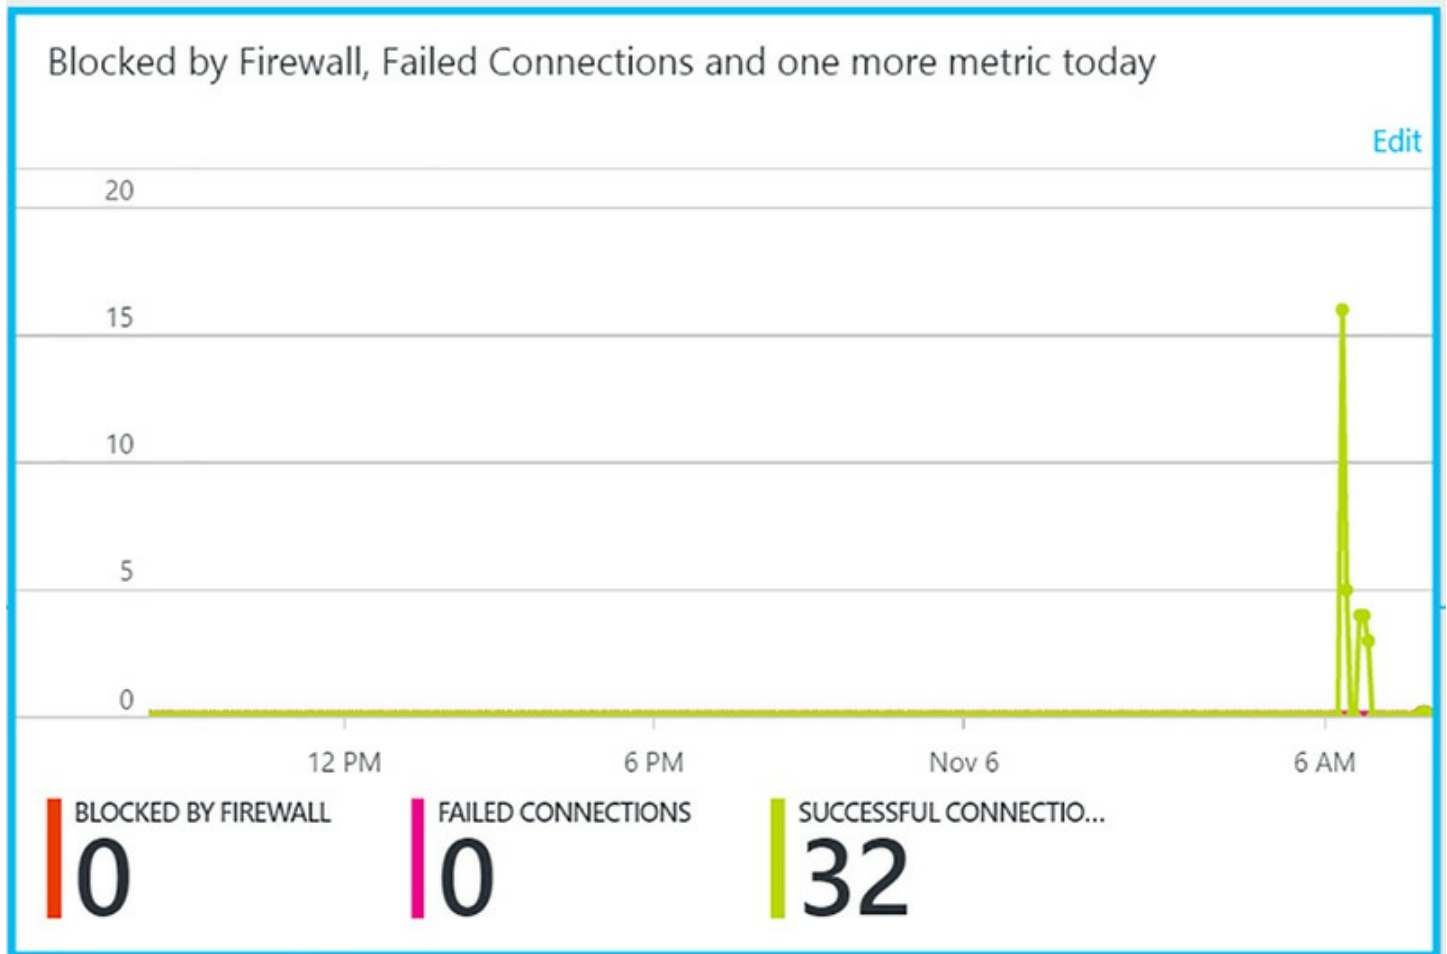 Blocked by Firewall, Failed Connections and one more metric today
Edit
20
15
10
5
0
12 PM 6 PM Nov 6 6 AM
BLOCKED BY FIREWALL FAILED CONNECTIONS SUCCESSFUL CONNECTIO...
0 0 32